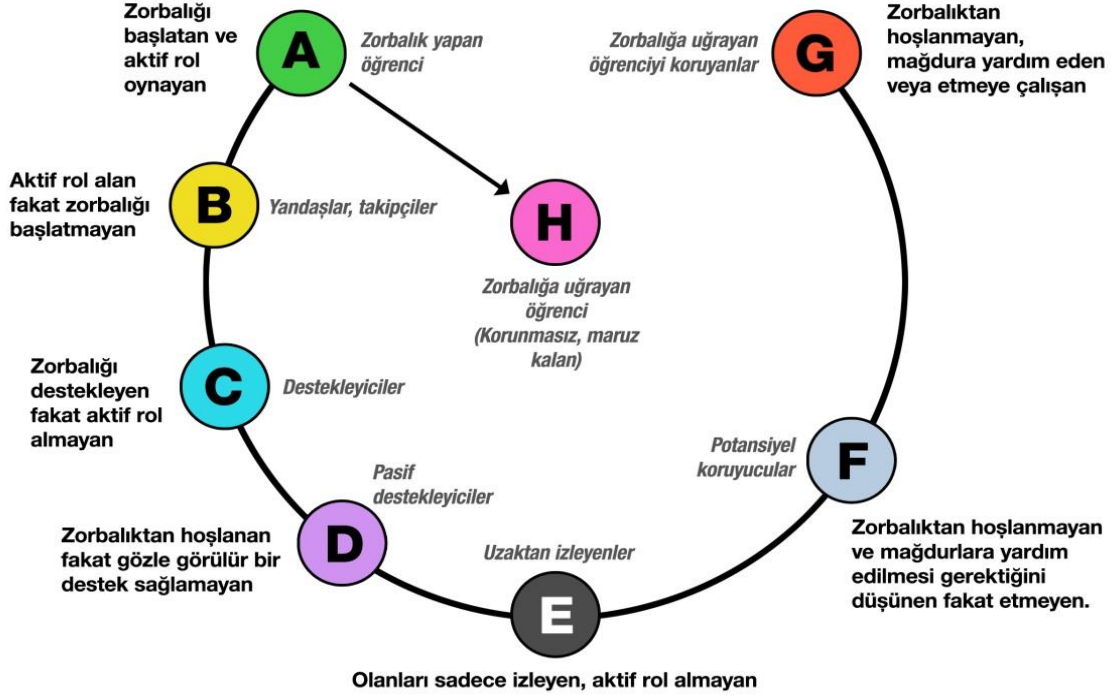 Zorbalığı
başlatan ve
aktif rol
oynayan
A
Zorbalık yapan
öğrenci
Zorbalığa uğrayan
öğrenciyi koruyanlar
G
Zorbalıktan
hoşlanmayan,
mağdura yardım eden
veya etmeye çalışan
Aktif rol alan
fakat zorbalığı
başlatmayan
B
Yandaşlar, takipçiler
H
Zorbalığa uğrayan
öğrenci
(Korunmasız, maruz
kalan)
Zorbalığı
destekleyen
fakat aktif rol
almayan
C
Destekleyiciler
Potansiyel
koruyucular
F
Zorbalıktan hoşlanmayan
ve mağdurlara yardım
edilmesi gerektiğini
düşünen fakat etmeyen.
Pasif
destekleyiciler
D
Zorbalıktan hoşlanan
fakat gözle görülür bir
destek sağlamayan
Uzaktan izleyenler
E
Olanları sadece izleyen, aktif rol almayan